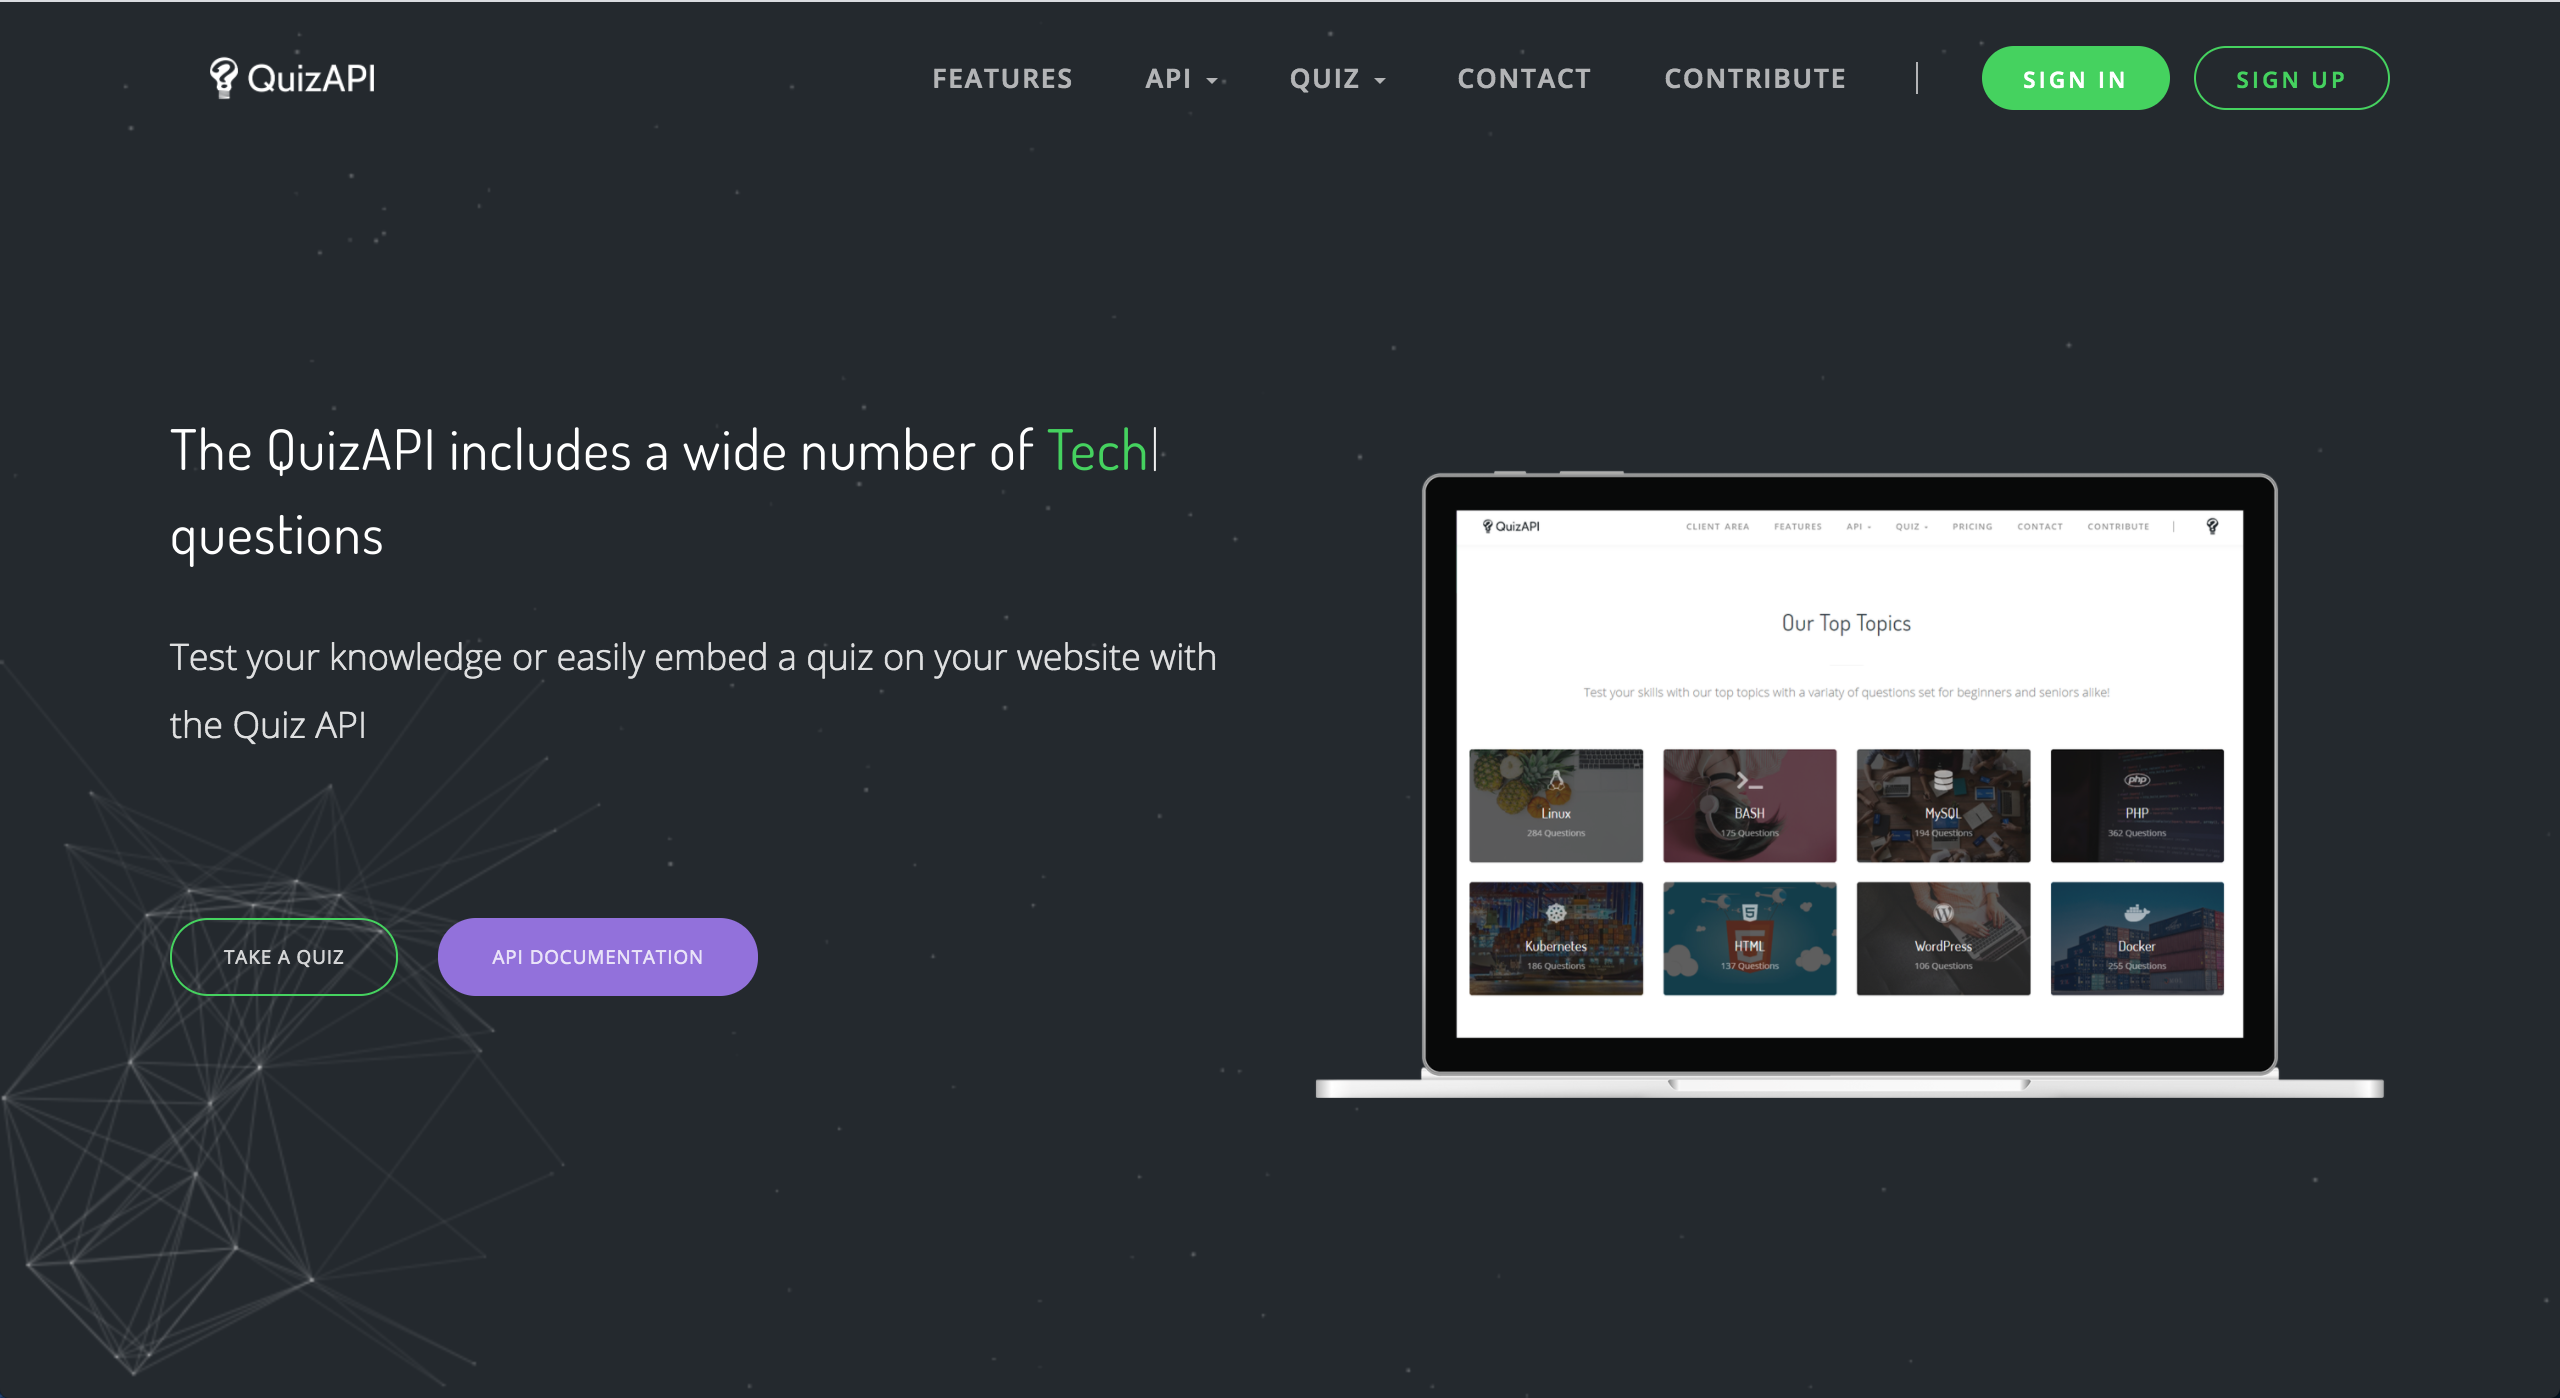 QuizAPI
FEATURES API QUIZ CONTACT CONTRIBUTE | SIGN IN SIGN UP
The QuizAPI includes a wide number of Tech|
questions
Test your knowledge or easily embed a quiz on your website with
the Quiz API
TAKE A QUIZ API DOCUMENTATION
QuizAPI CLIENT AREA FEATURES API QUIZ PRICING CONTACT CONTRIBUTE |
Our Top Topics
Test your skills with our top topics with a variaty of questions set for beginners and seniors alike!
Linux
284 Questions
BASH
175 Questions
MySQL
194 Questions
php
PHP
362 Questions
Kubernetes
186 Questions
HTML
137 Questions
WordPress
106 Questions
Docker
255 Questions